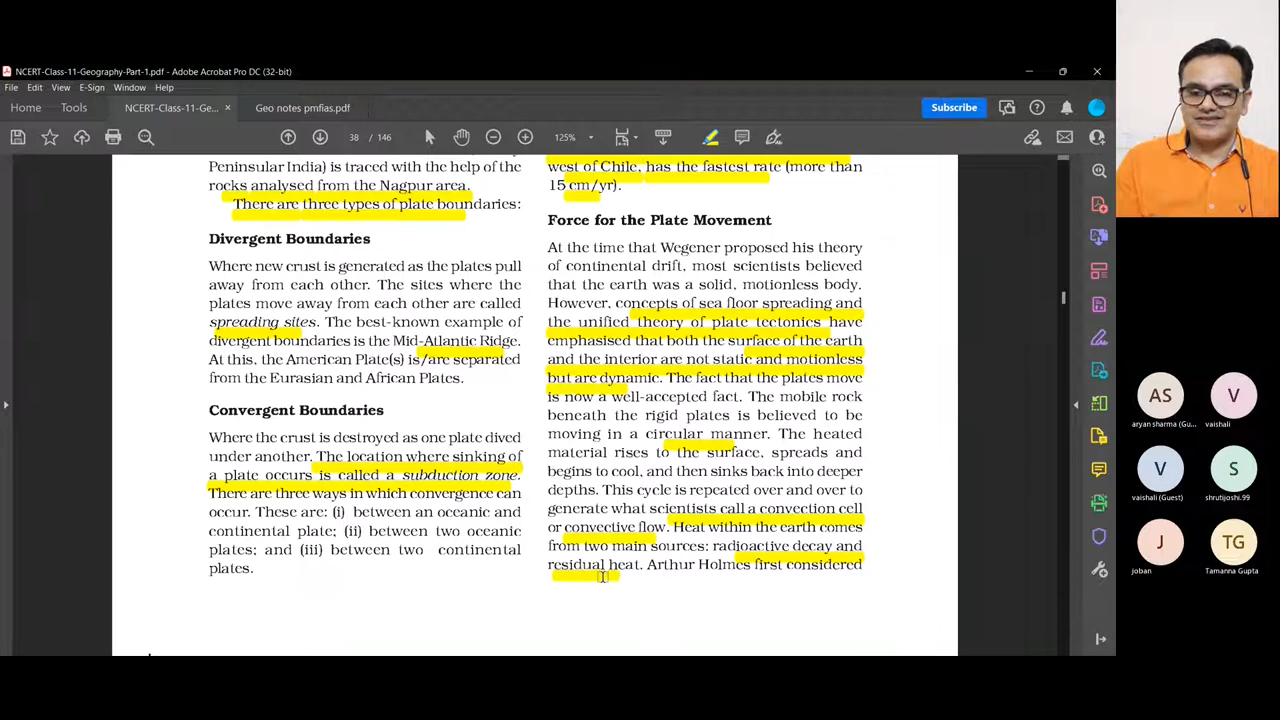 NCERT-Class-11-Geography-Part-1.pdf - Adobe Acrobat Pro DC (32-bit)
File Edit View E-Sign Window Help
Home Tools NCERT-Class-11-Ge... × Geo notes pmfias.pdf Subscribe
38 / 146 125%
Peninsular India) is traced with the help of the
rocks analysed from the Nagpur area.
There are three types of plate boundaries:
Divergent Boundaries
Where new crust is generated as the plates pull
away from each other. The sites where the
plates move away from each other are called
spreading sites. The best-known example of
divergent boundaries is the Mid-Atlantic Ridge.
At this, the American Plate(s) is/are separated
from the Eurasian and African Plates.
Convergent Boundaries
Where the crust is destroyed as one plate dived
under another. The location where sinking of
a plate occurs is called a subduction zone.
There are three ways in which convergence can
occur. These are: (i) between an oceanic and
continental plate; (ii) between two oceanic
plates; and (iii) between two continental
plates.
west of Chile, has the fastest rate (more than
15 cm/yr).
Force for the Plate Movement
At the time that Wegener proposed his theory
of continental drift, most scientists believed
that the earth was a solid, motionless body.
However, concepts of sea floor spreading and
the unified theory of plate tectonics have
emphasised that both the surface of the earth
and the interior are not static and motionless
but are dynamic. The fact that the plates move
is now a well-accepted fact. The mobile rock
beneath the rigid plates is believed to be
moving in a circular manner. The heated
material rises to the surface, spreads and
begins to cool, and then sinks back into deeper
depths. This cycle is repeated over and over to
generate what scientists call a convection cell
or convective flow. Heat within the earth comes
from two main sources: radioactive decay and
residual heat. Arthur Holmes first considered
AS V
aryan sharma (Gu... vaishali
V S
vaishali (Guest) shrutijoshi.99
J TG
joban Tamanna Gupta